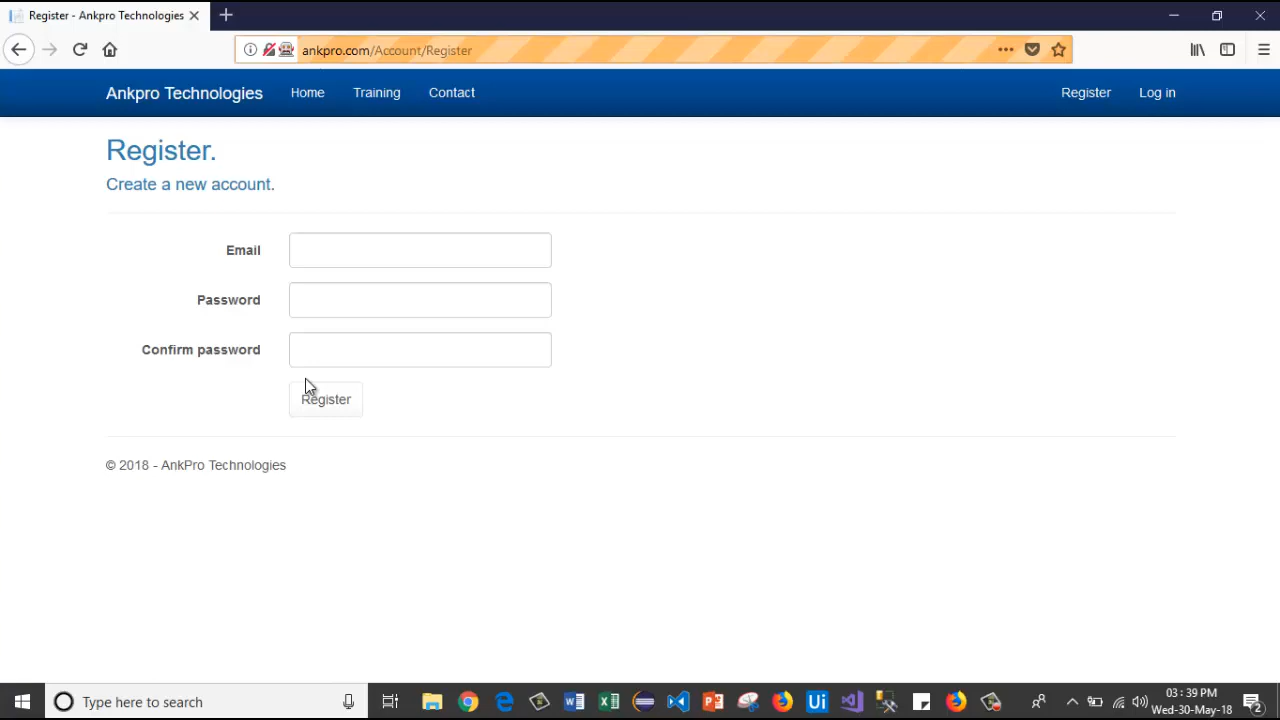 Register - Ankpro Technologies
ankpro.com/Account/Register
Ankpro Technologies Home Training Contact Register Log in
Register.
Create a new account.
Email
Password
Confirm password
Register
© 2018 - AnkPro Technologies
Type here to search
Ui
03:39 PM
Wed-30-May-18
2